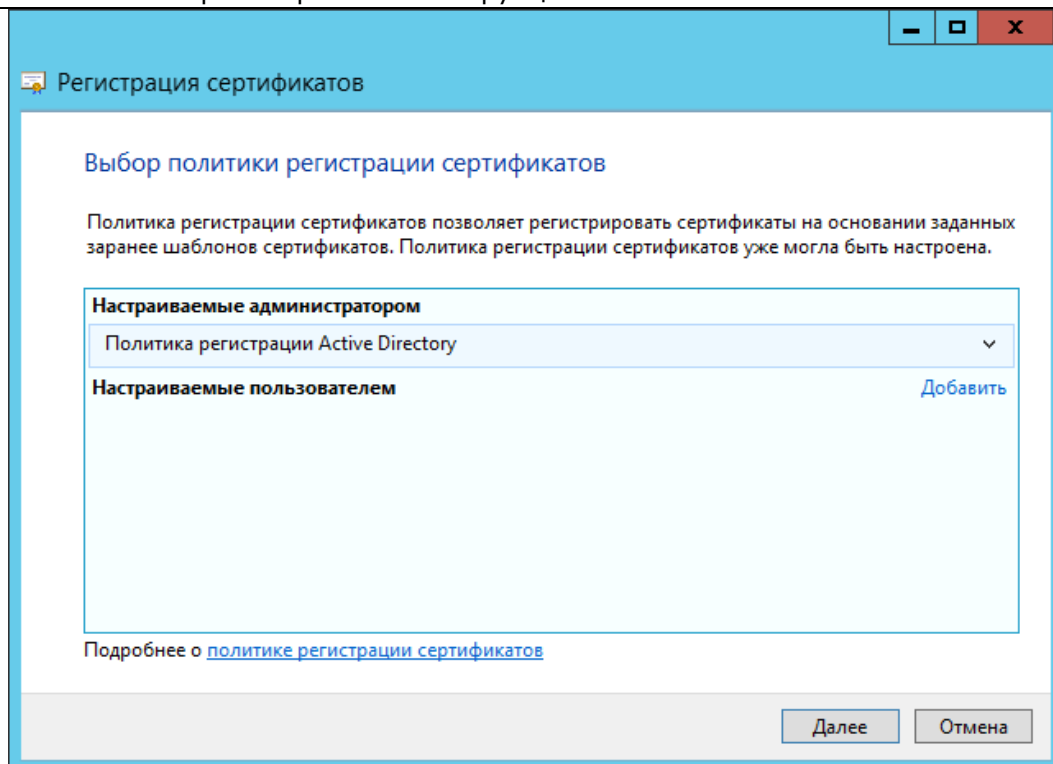 Регистрация сертификатов
Выбор политики регистрации сертификатов
Политика регистрации сертификатов позволяет регистрировать сертификаты на основании заданных
заранее шаблонов сертификатов. Политика регистрации сертификатов уже могла быть настроена.
Настраиваемые администратором
Политика регистрации Active Directory
Настраиваемые пользователем Добавить
Подробнее о политике регистрации сертификатов
Далее Отмена